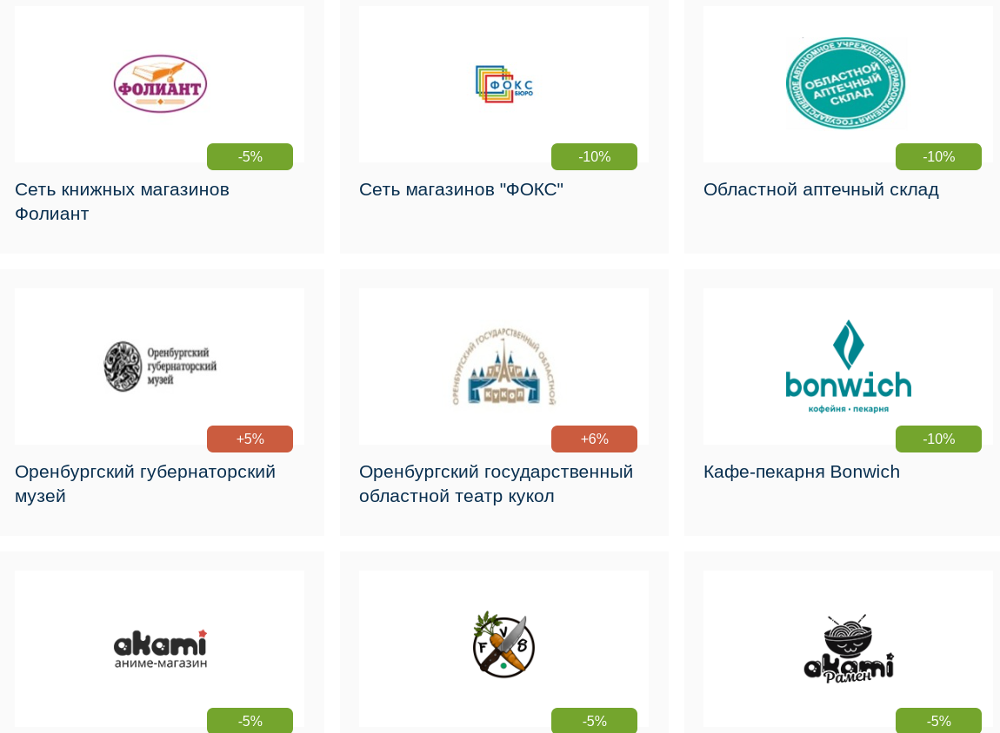 ФОЛИАНТ
-5%
Сеть книжных магазинов
Фолиант
ФОКС
БЮРО
-10%
Сеть магазинов "ФОКС"
ГОСУДАРСТВЕННОЕ АВТОНОМНОЕ УЧРЕЖДЕНИЕ ЗДРАВООХРАНЕНИЯ
ОБЛАСТНОЙ
АПТЕЧНЫЙ
СКЛАД
-10%
Областной аптечный склад
Оренбургский
губернаторский
музей
+5%
Оренбургский губернаторский
музей
ОРЕНБУРГСКИЙ ГОСУДАРСТВЕННЫЙ ОБЛАСТНОЙ
ТЕАТР
КУКОЛ
+6%
Оренбургский государственный
областной театр кукол
bonwich
кофейня • пекарня
-10%
Кафе-пекарня Bonwich
akami
аниме-магазин
-5%
F V B
-5%
akami
Рамен
-5%